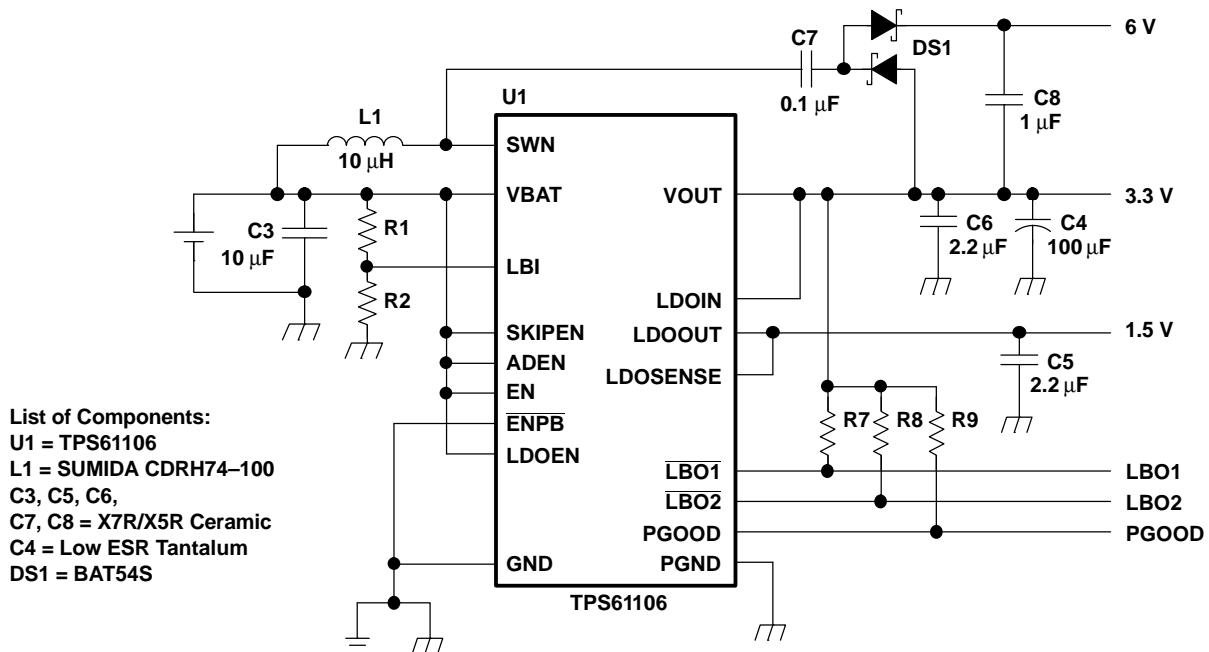 6 V
C7
DS1
0.1 μF
C8
1 μF
U1
L1
10 μH
SWN
VBAT
VOUT
3.3 V
C3
10 μF
R1
C6
2.2 μF
C4
100 μF
LBI
R2
LDOIN
SKIPEN
LDOOUT
1.5 V
ADEN
LDOSENSE
C5
2.2 μF
EN
ENPB
R7
R8
R9
LDOEN
LBO1
LBO1
LBO2
LBO2
PGOOD
PGOOD
GND
PGND
TPS61106
List of Components:
U1 = TPS61106
L1 = SUMIDA CDRH74–100
C3, C5, C6,
C7, C8 = X7R/X5R Ceramic
C4 = Low ESR Tantalum
DS1 = BAT54S